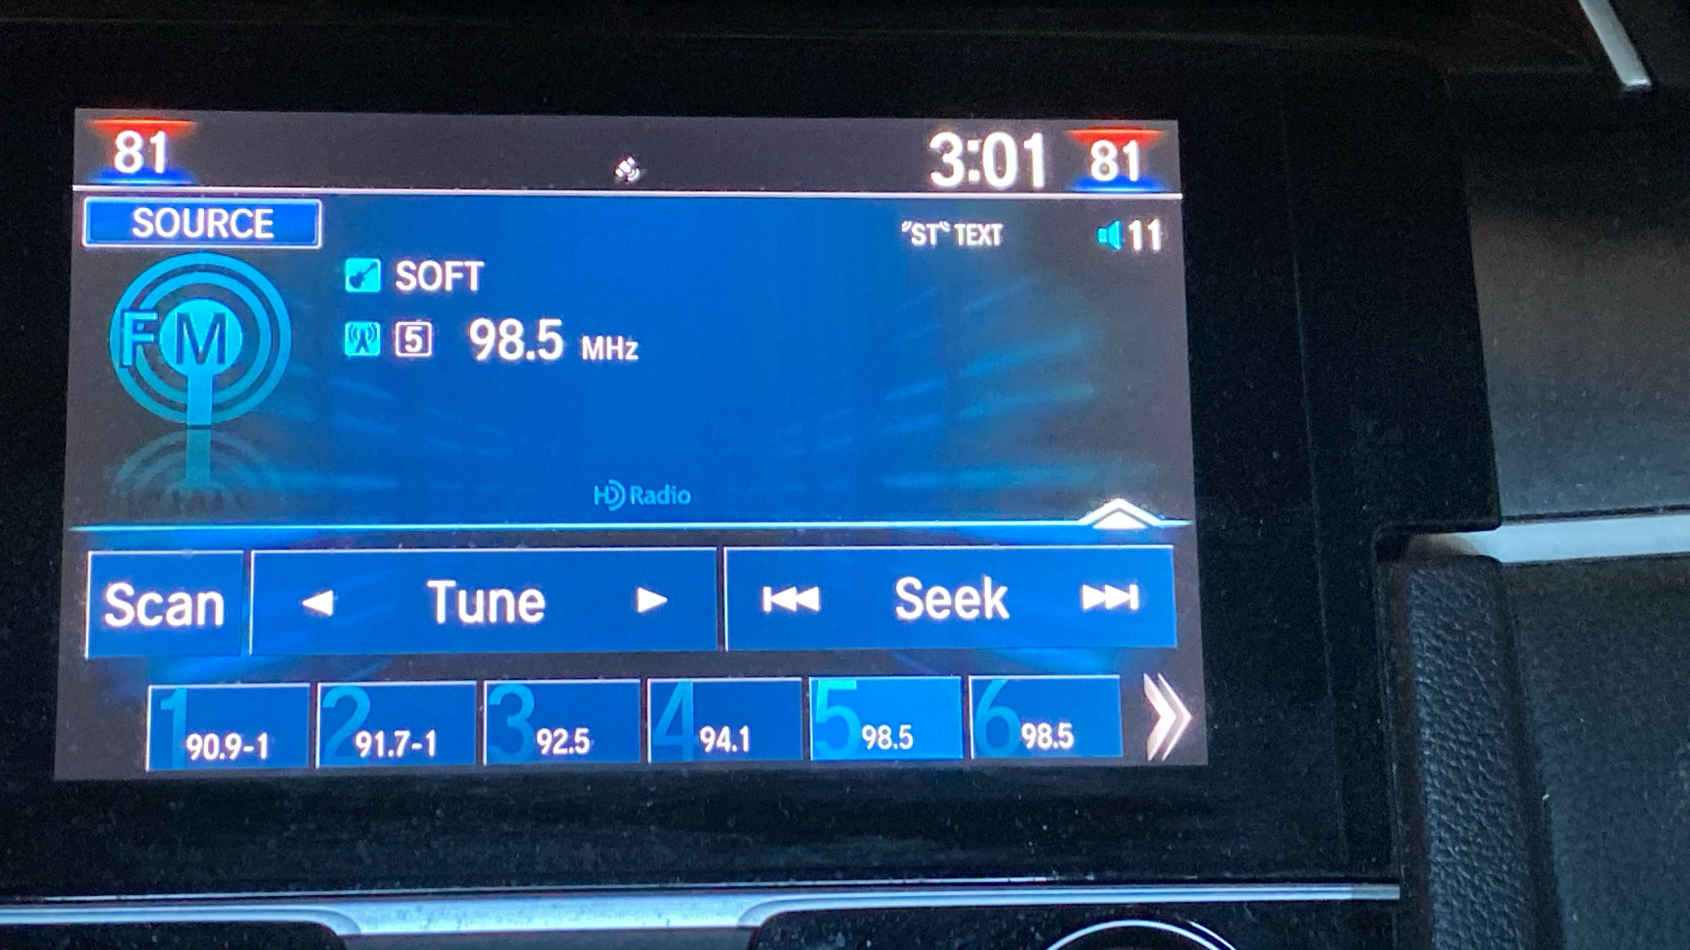 81 3:01 81
SOURCE "ST" TEXT 11
SOFT
FM 5 98.5 MHz
HD Radio
Scan Tune Seek
1 90.9-1 2 91.7-1 3 92.5 4 94.1 5 98.5 6 98.5